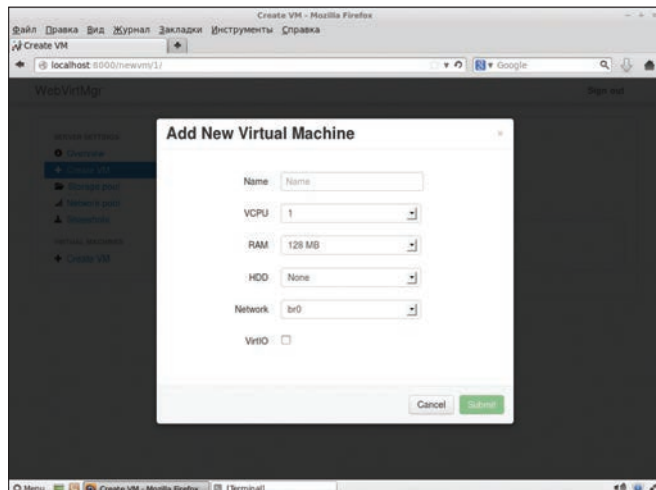 Create VM - Mozilla Firefox
Файл Правка Вид Журнал Закладки Инструменты Справка
Create VM
localhost:8000/newvm/1/
Google
WebVirtMgr
Sign out
Overview
Create VM
Storage pool
Network pool
Snapshots
Create VM
Add New Virtual Machine
×
Name Name
VCPU 1
RAM 128 MB
HDD None
Network br0
VirtIO
Cancel Submit
Menu Create VM - Mozilla Firefox [Terminal]